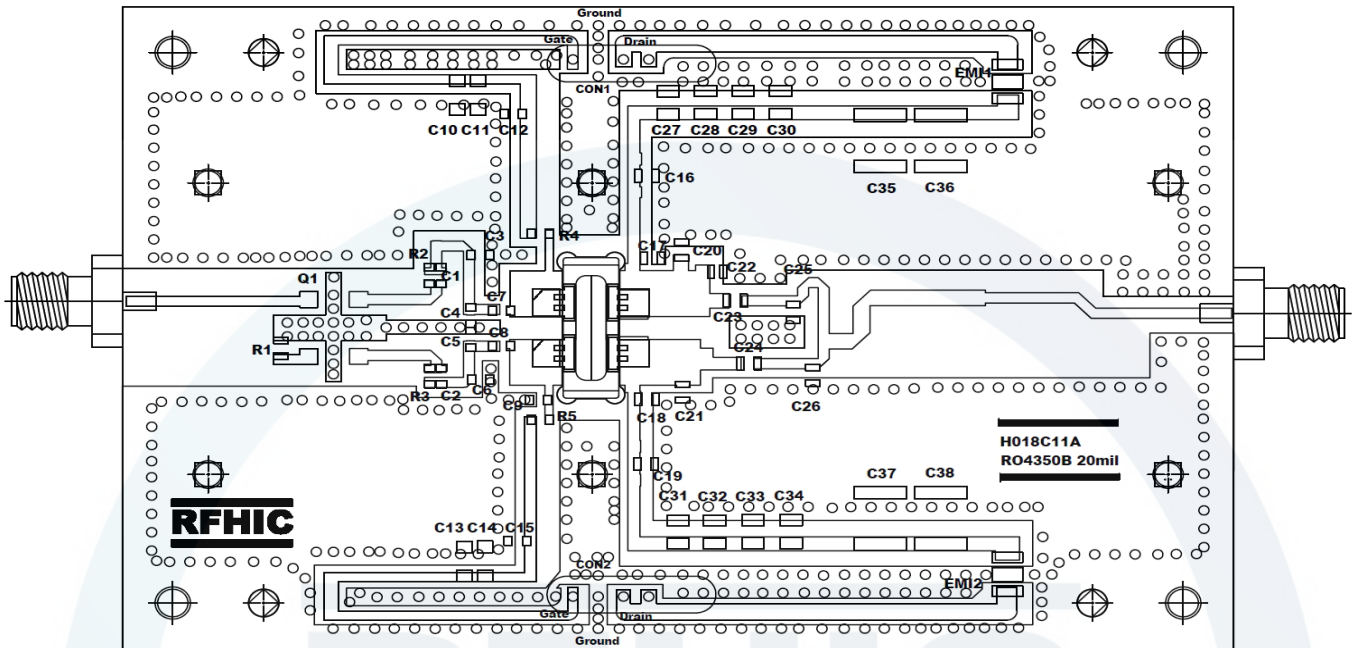 Ground
Gate
Drain
EMI1
CON1
C10 C11 C12
C27 C28 C29 C30
C16
C35 C36
C3
R4
R2
C17
C20
C22
C25
Q1
C1
C7
C4
C23
C8
C5
R1
C24
R3 C2
C6
C9
R5
C18
C21
C26
H018C11A
RO4350B 20mil
C19
C37 C38
C31 C32 C33 C34
RFHIC
C13 C14 C15
CON2
EMI2
Gate
Drain
Ground